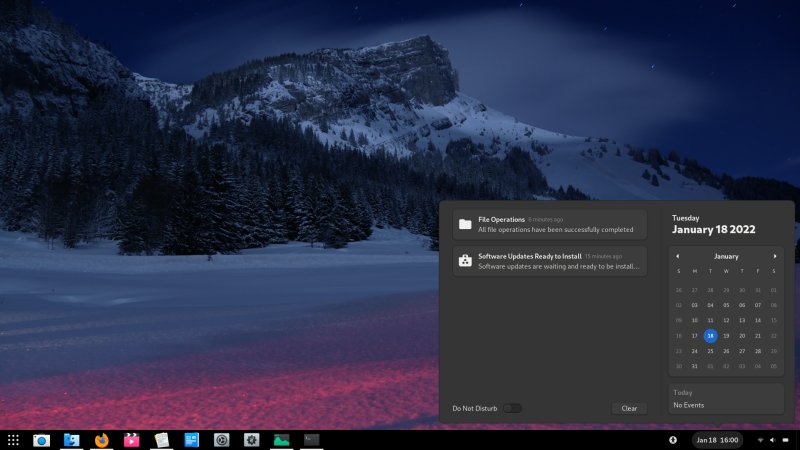 File Operations 6 minutes ago
All file operations have been successfully completed
Software Updates Ready to Install 15 minutes ago
Software updates are waiting and ready to be install…
Do Not Disturb
Clear
Tuesday
January 18 2022
January
S M T W T F S
26 27 28 29 30 31 01
02 03 04 05 06 07 08
09 10 11 12 13 14 15
16 17 18 19 20 21 22
23 24 25 26 27 28 29
30 31 01 02 03 04 05
Today
No Events
Jan 18 16:00